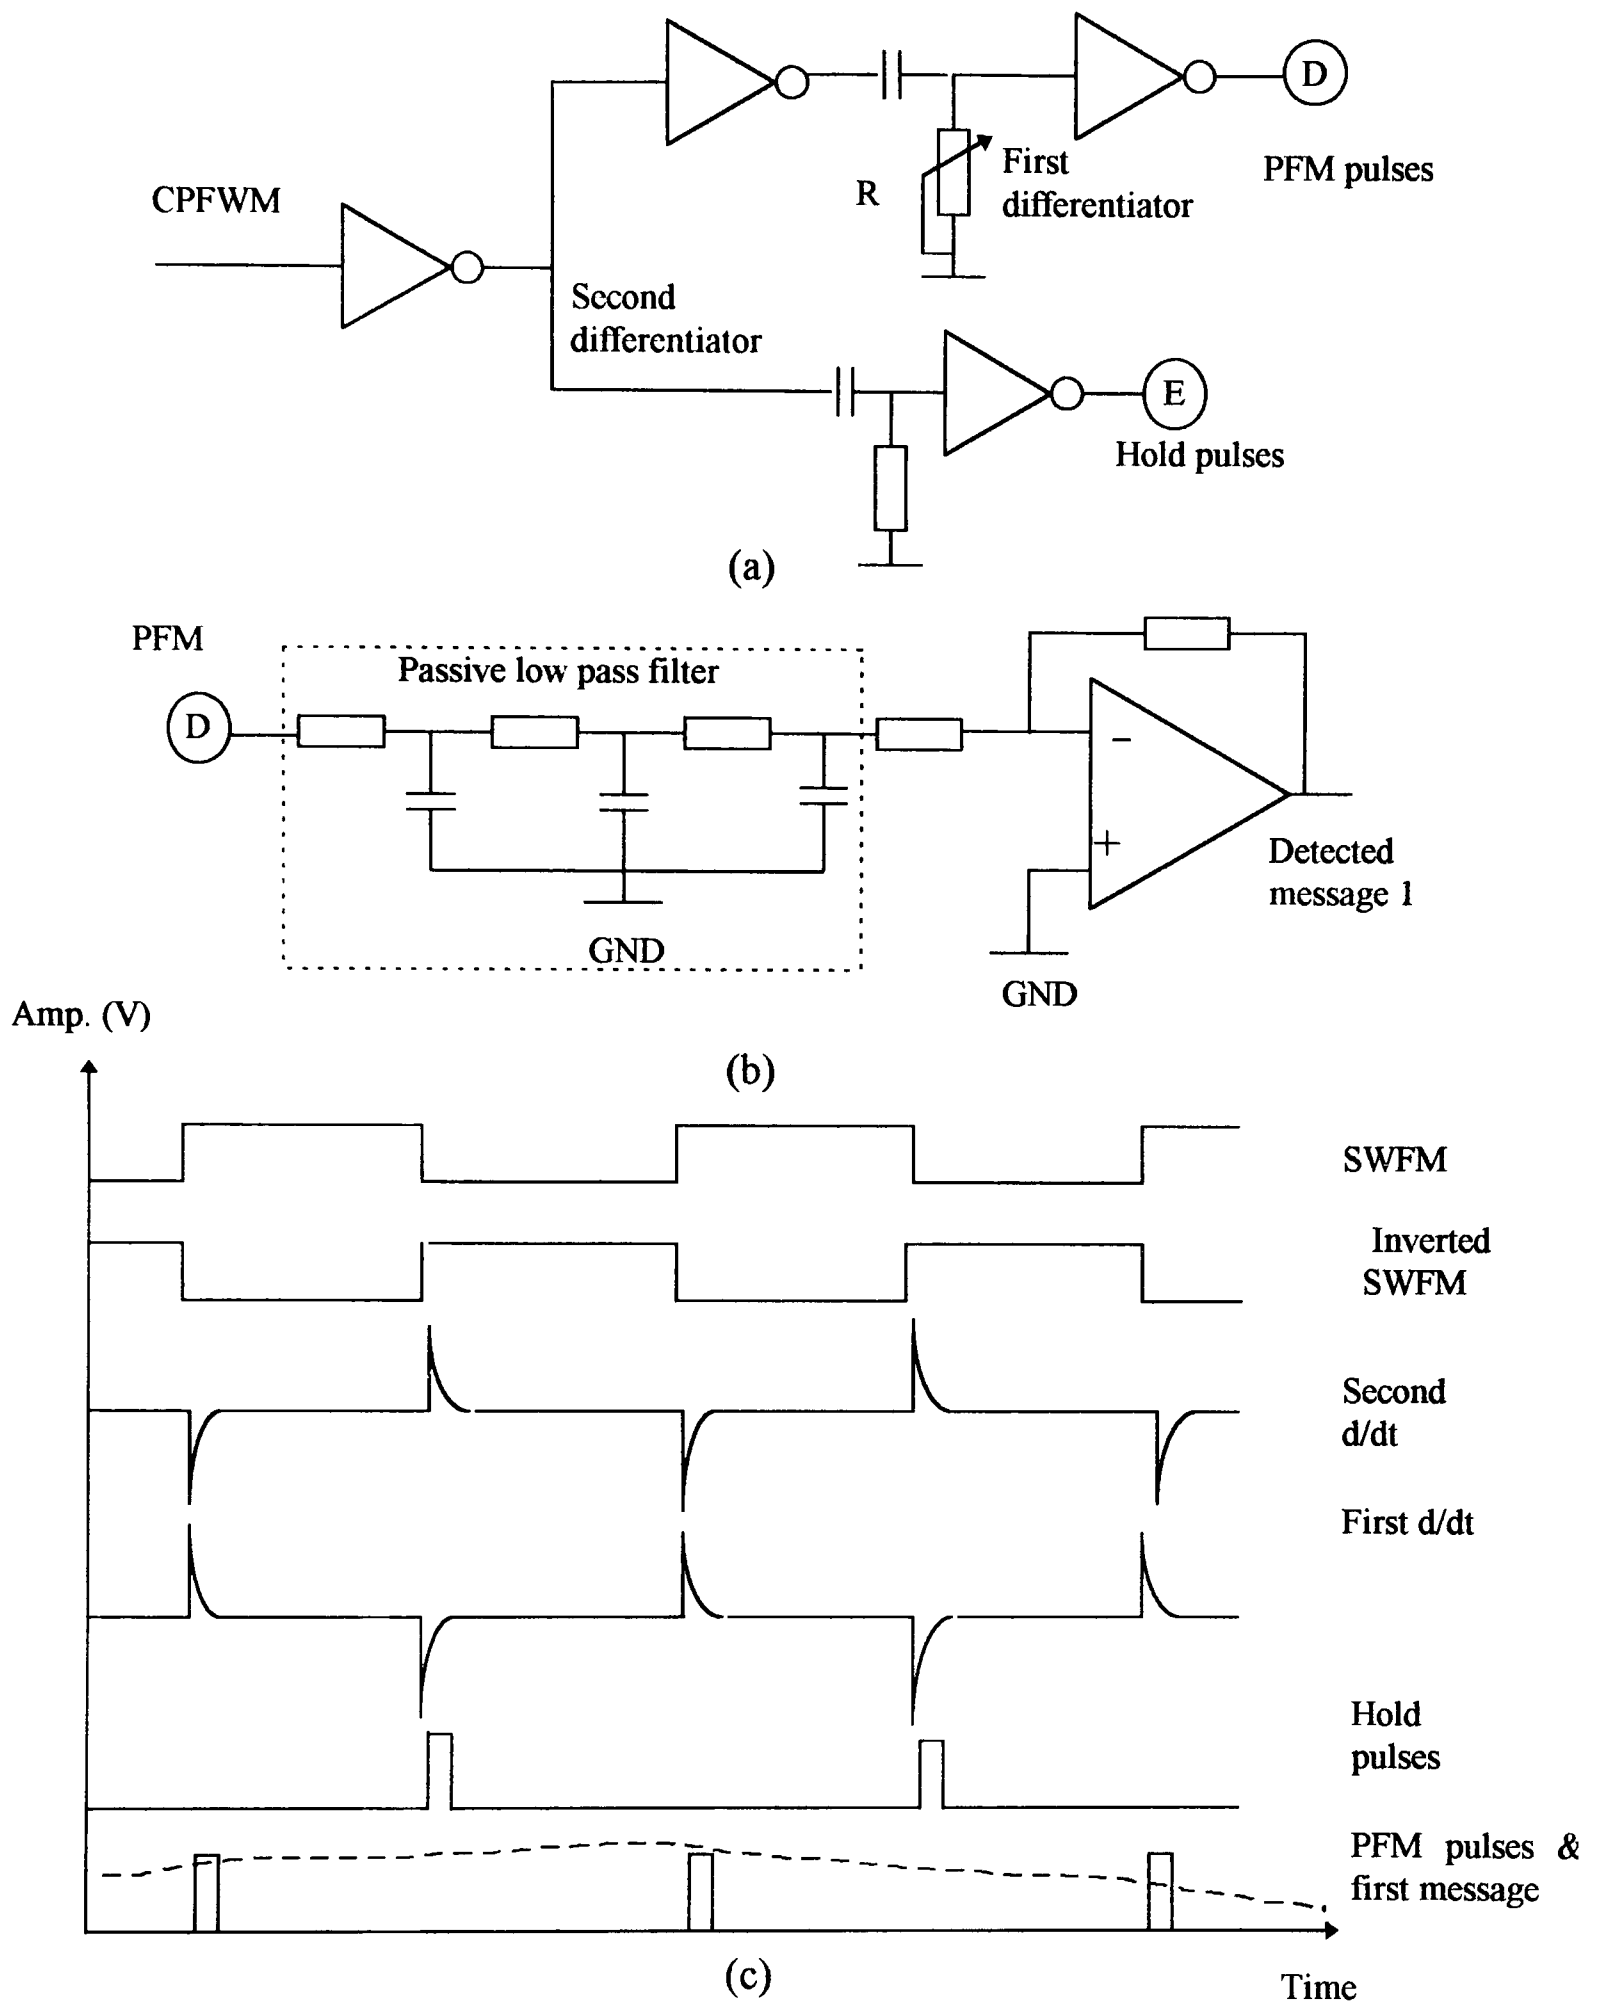 D
PFM pulses
First
differentiator
R
CPFWM
Second
differentiator
E
Hold pulses
(a)
PFM
Passive low pass filter
D
−
+
Detected
message 1
GND
GND
Amp. (V)
(b)
SWFM
Inverted
SWFM
Second
d/dt
First d/dt
Hold
pulses
PFM pulses &
first message
(c)
Time